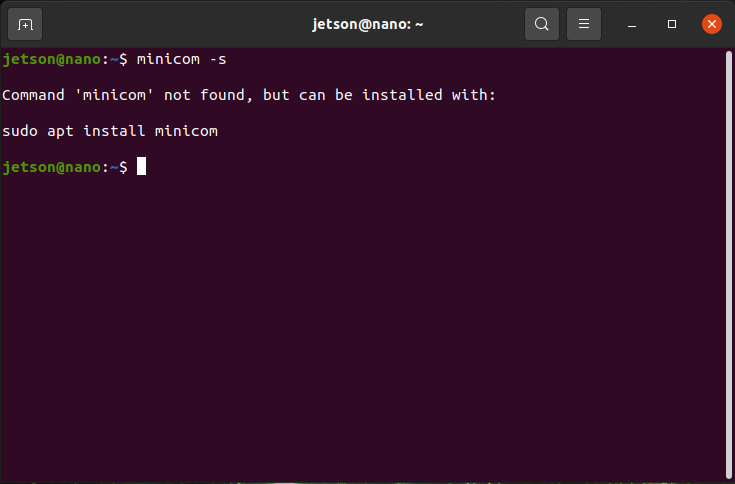 jetson@nano: ~
jetson@nano:~$ minicom -s
Command 'minicom' not found, but can be installed with:
sudo apt install minicom
jetson@nano:~$